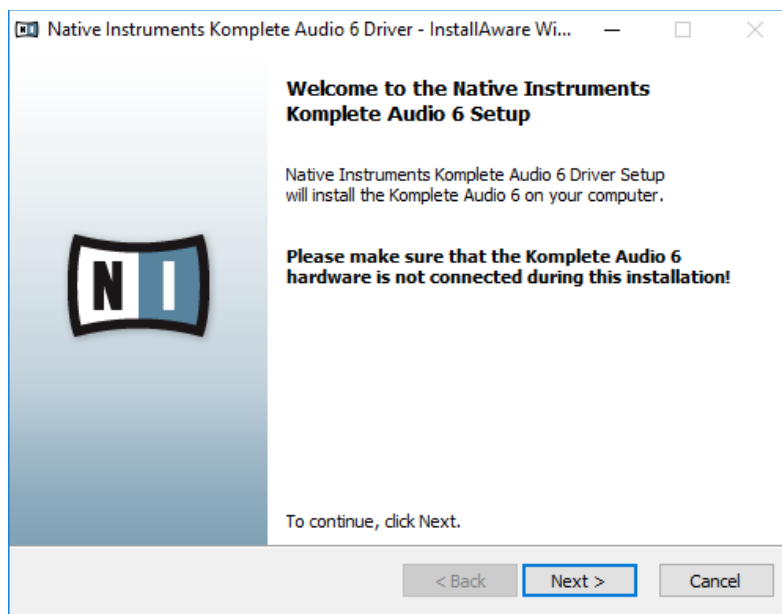 Native Instruments Komplete Audio 6 Driver - InstallAware Wi...
Welcome to the Native Instruments
Komplete Audio 6 Setup
Native Instruments Komplete Audio 6 Driver Setup
will install the Komplete Audio 6 on your computer.
Please make sure that the Komplete Audio 6
hardware is not connected during this installation!
NI
To continue, click Next.
< Back Next > Cancel